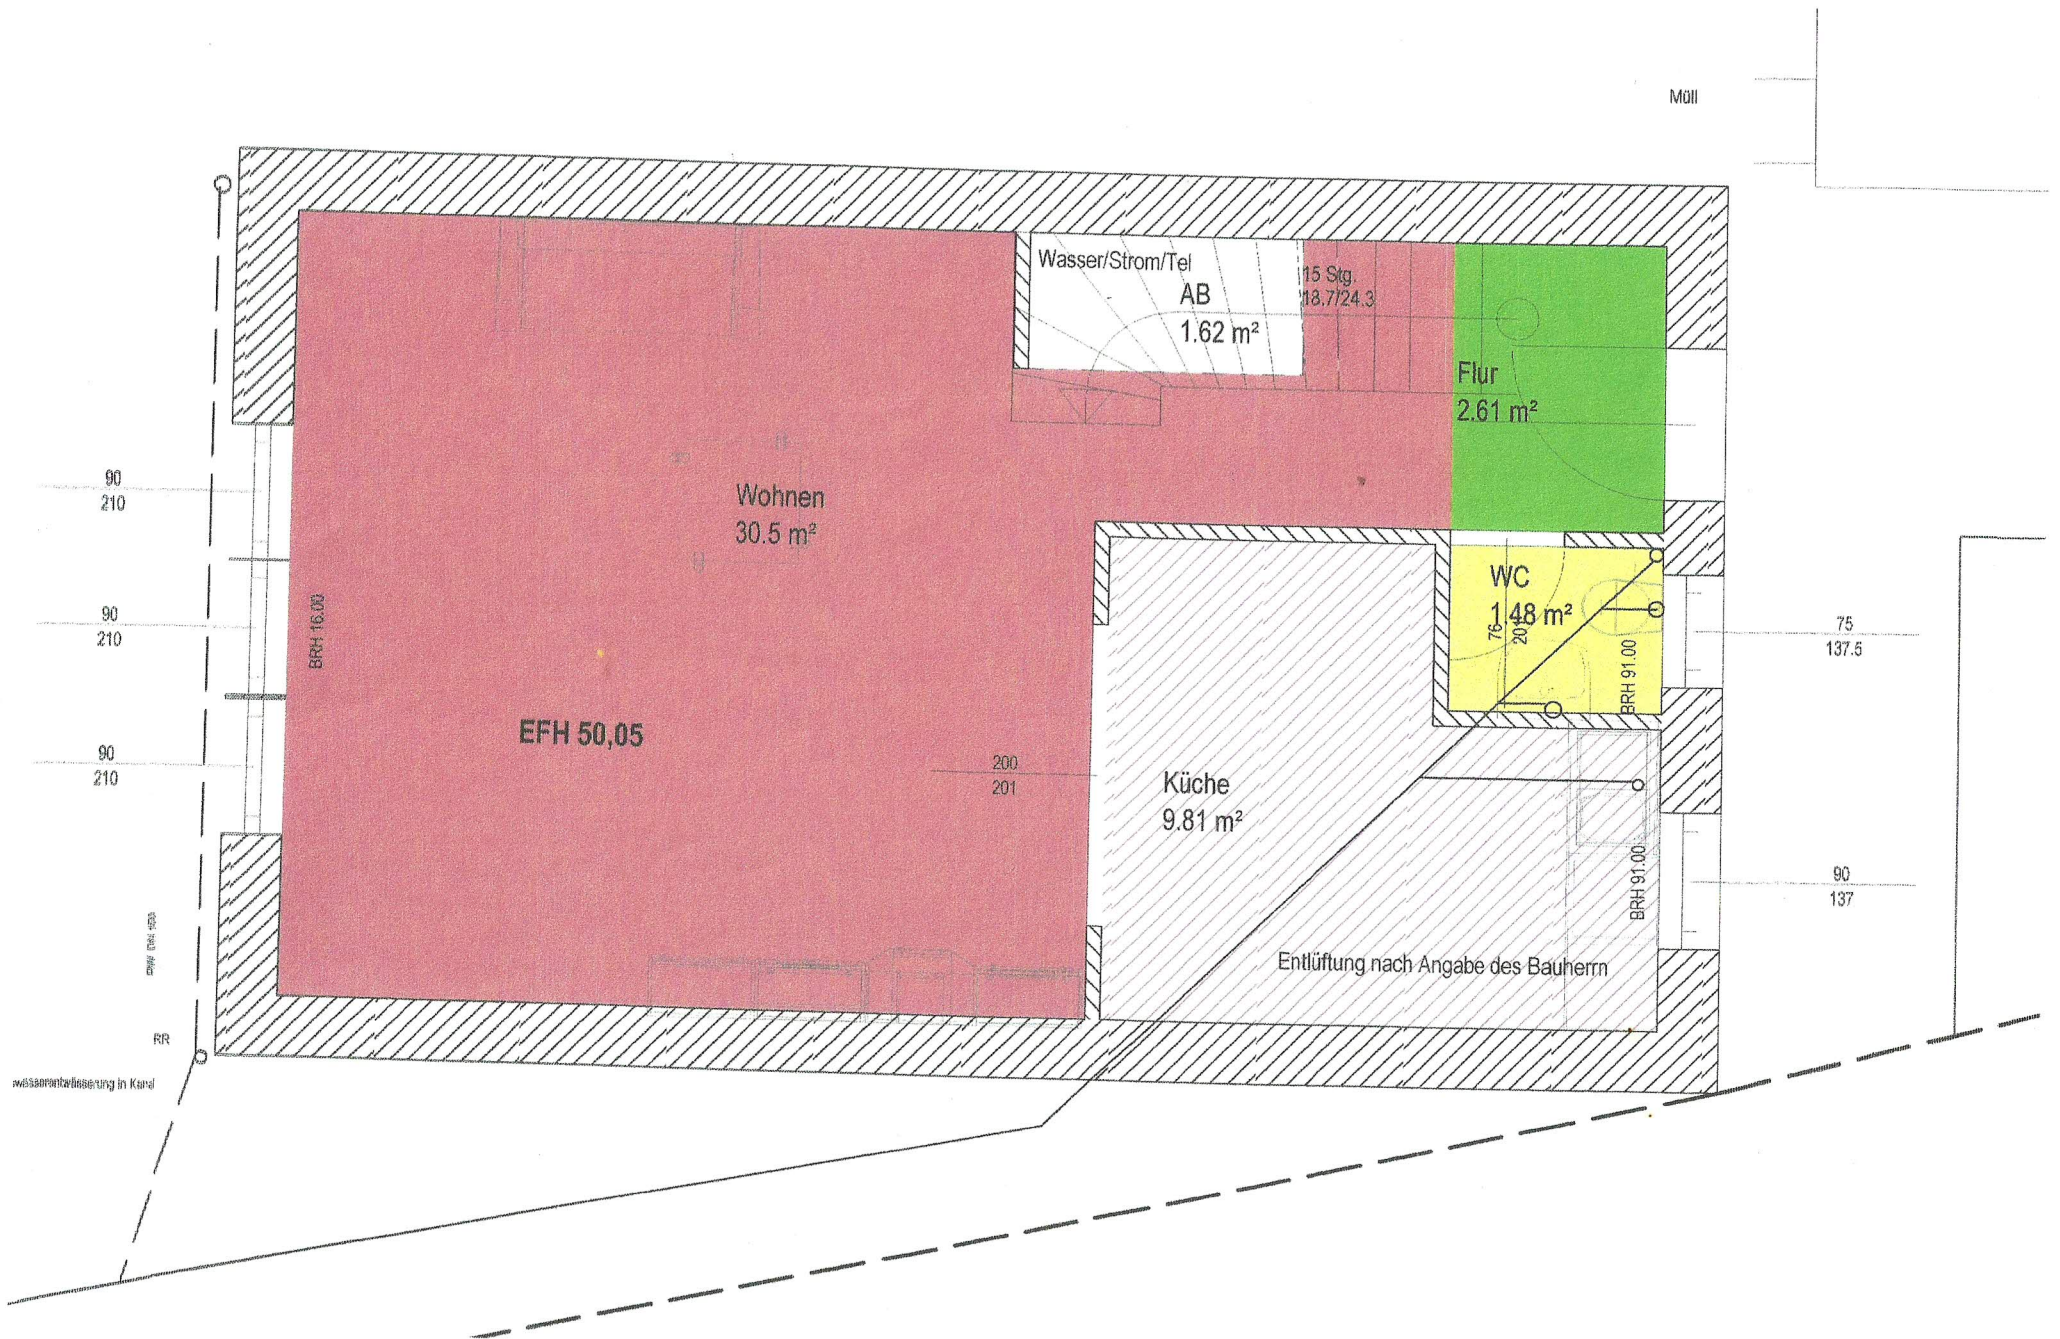 Müll
Wasser/Strom/Tel
AB
1.62 m²
15 Stg.
18.7/24.3
Flur
2.61 m²
90
210
Wohnen
30.5 m²
WC
1.48 m²
76
201
BRH 91.00
75
137.5
90
210
BRH 16.00
EFH 50,05
90
210
200
201
Küche
9.81 m²
BRH 91.00
90
137
Entlüftung nach Angabe des Bauherrn
RR
in Kanal